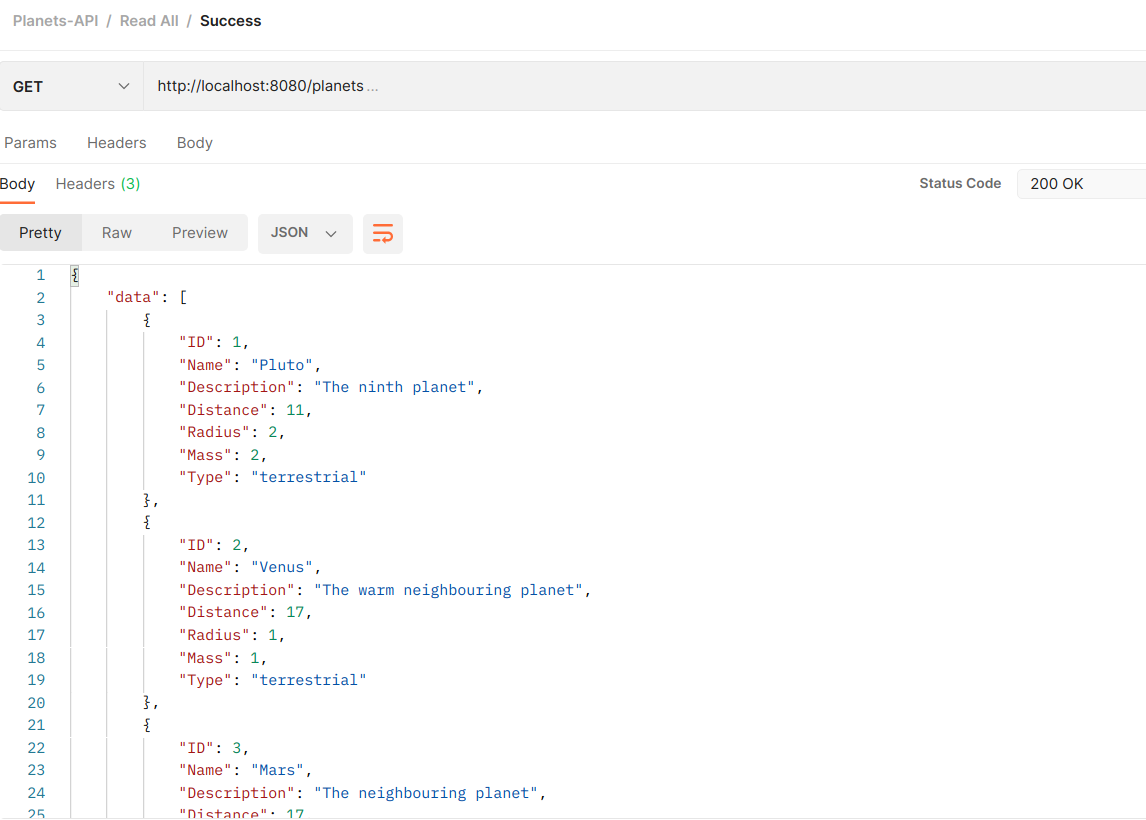 Planets-API / Read All / Success
GET http://localhost:8080/planets ...
Params Headers Body
Body Headers (3) Status Code 200 OK
Pretty Raw Preview JSON
1 {
2 "data": [
3 {
4 "ID": 1,
5 "Name": "Pluto",
6 "Description": "The ninth planet",
7 "Distance": 11,
8 "Radius": 2,
9 "Mass": 2,
10 "Type": "terrestrial"
11 },
12 {
13 "ID": 2,
14 "Name": "Venus",
15 "Description": "The warm neighbouring planet",
16 "Distance": 17,
17 "Radius": 1,
18 "Mass": 1,
19 "Type": "terrestrial"
20 },
21 {
22 "ID": 3,
23 "Name": "Mars",
24 "Description": "The neighbouring planet",
25 "Distance": 17